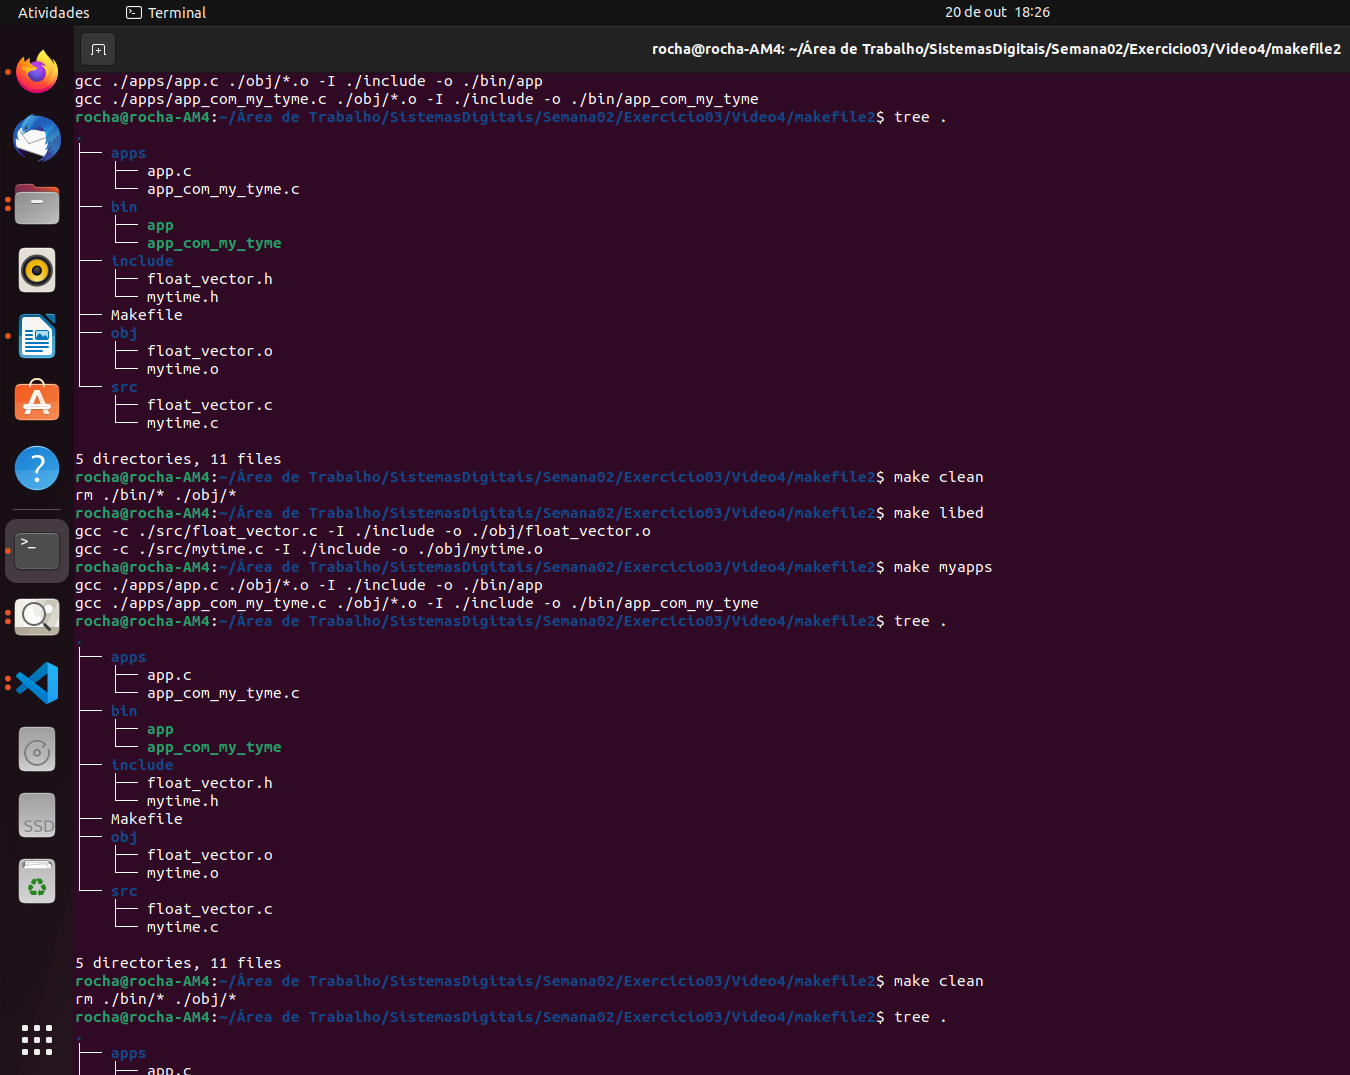 Atividades
Terminal
20 de out 18:26
rocha@rocha-AM4: ~/Área de Trabalho/SistemasDigitais/Semana02/Exercicio03/Video4/makefile2
gcc ./apps/app.c ./obj/*.o -I ./include -o ./bin/app
gcc ./apps/app_com_my_tyme.c ./obj/*.o -I ./include -o ./bin/app_com_my_tyme
rocha@rocha-AM4:~/Área de Trabalho/SistemasDigitais/Semana02/Exercicio03/Video4/makefile2$ tree .
.
├── apps
│   ├── app.c
│   └── app_com_my_tyme.c
├── bin
│   ├── app
│   └── app_com_my_tyme
├── include
│   ├── float_vector.h
│   └── mytime.h
├── Makefile
├── obj
│   ├── float_vector.o
│   └── mytime.o
└── src
    ├── float_vector.c
    └── mytime.c
5 directories, 11 files
rocha@rocha-AM4:~/Área de Trabalho/SistemasDigitais/Semana02/Exercicio03/Video4/makefile2$ make clean
rm ./bin/* ./obj/*
rocha@rocha-AM4:~/Área de Trabalho/SistemasDigitais/Semana02/Exercicio03/Video4/makefile2$ make libed
gcc -c ./src/float_vector.c -I ./include -o ./obj/float_vector.o
gcc -c ./src/mytime.c -I ./include -o ./obj/mytime.o
rocha@rocha-AM4:~/Área de Trabalho/SistemasDigitais/Semana02/Exercicio03/Video4/makefile2$ make myapps
gcc ./apps/app.c ./obj/*.o -I ./include -o ./bin/app
gcc ./apps/app_com_my_tyme.c ./obj/*.o -I ./include -o ./bin/app_com_my_tyme
rocha@rocha-AM4:~/Área de Trabalho/SistemasDigitais/Semana02/Exercicio03/Video4/makefile2$ tree .
.
├── apps
│   ├── app.c
│   └── app_com_my_tyme.c
├── bin
│   ├── app
│   └── app_com_my_tyme
├── include
│   ├── float_vector.h
│   └── mytime.h
├── Makefile
├── obj
│   ├── float_vector.o
│   └── mytime.o
└── src
    ├── float_vector.c
    └── mytime.c
5 directories, 11 files
rocha@rocha-AM4:~/Área de Trabalho/SistemasDigitais/Semana02/Exercicio03/Video4/makefile2$ make clean
rm ./bin/* ./obj/*
rocha@rocha-AM4:~/Área de Trabalho/SistemasDigitais/Semana02/Exercicio03/Video4/makefile2$ tree .
.
├── apps
│   ├── app.c
SSD